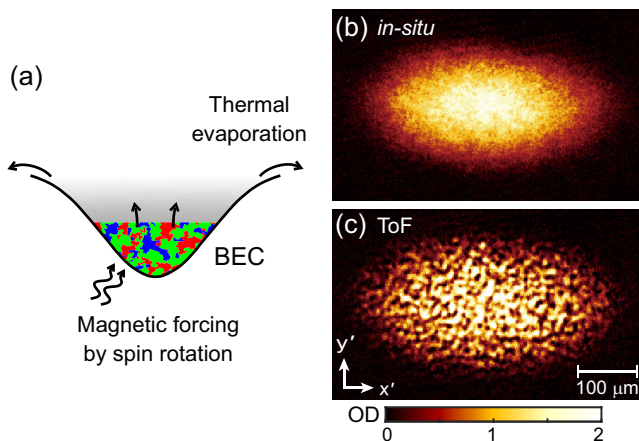 (a)
Thermal
evaporation
BEC
Magnetic forcing
by spin rotation
(b) in-situ
(c) ToF
y'
x'
100 μm
OD
0 1 2